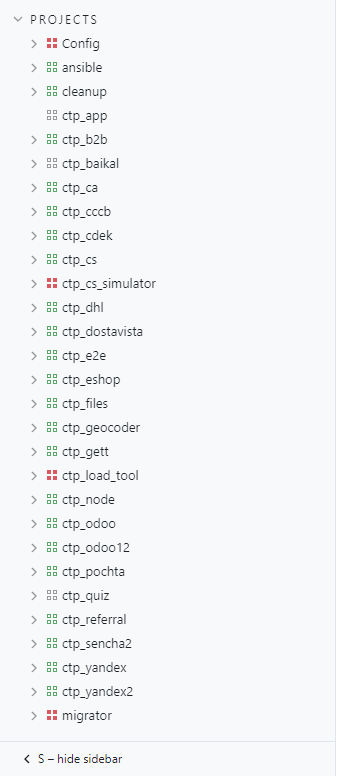 PROJECTS
Config
ansible
cleanup
ctp_app
ctp_b2b
ctp_baikal
ctp_ca
ctp_cccb
ctp_cdek
ctp_cs
ctp_cs_simulator
ctp_dhl
ctp_dostavista
ctp_e2e
ctp_eshop
ctp_files
ctp_geocoder
ctp_gett
ctp_load_tool
ctp_node
ctp_odoo
ctp_odoo12
ctp_pochta
ctp_quiz
ctp_referral
ctp_sencha2
ctp_yandex
ctp_yandex2
migrator
S – hide sidebar